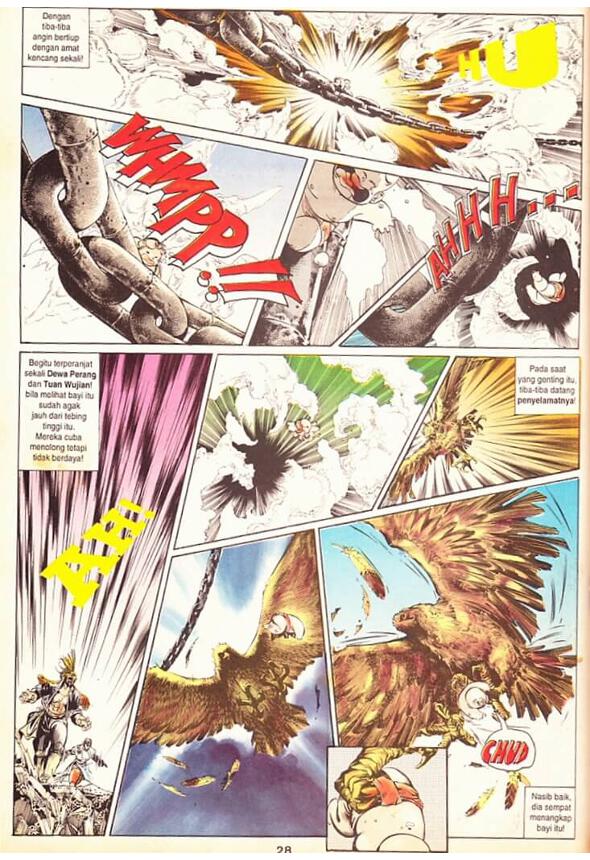 Dengan
tiba-tiba
angin bertiup
dengan amat
kencang sekali!
HU
WHMPP..!!
AHHH...
Begitu terperanjat
sekali Dewa Perang
dan Tuan Wujian!
bila melihat bayi itu
sudah agak
jauh dari tebing
tinggi itu.
Mereka cuba
menolong tetapi
tidak berdaya!
Pada saat
yang genting itu,
tiba-tiba datang
penyelamatnya!
AH!
CHUP
Nasib baik,
dia sempat
menangkap
bayi itu!
28